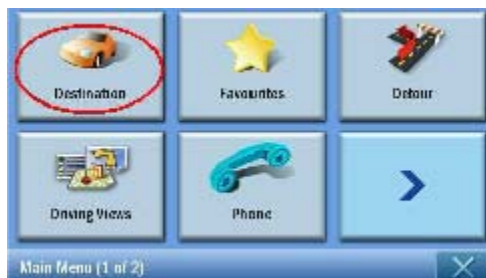 Destination
Favourites
Detour
Driving Views
Phone
Main Menu (1 of 2)